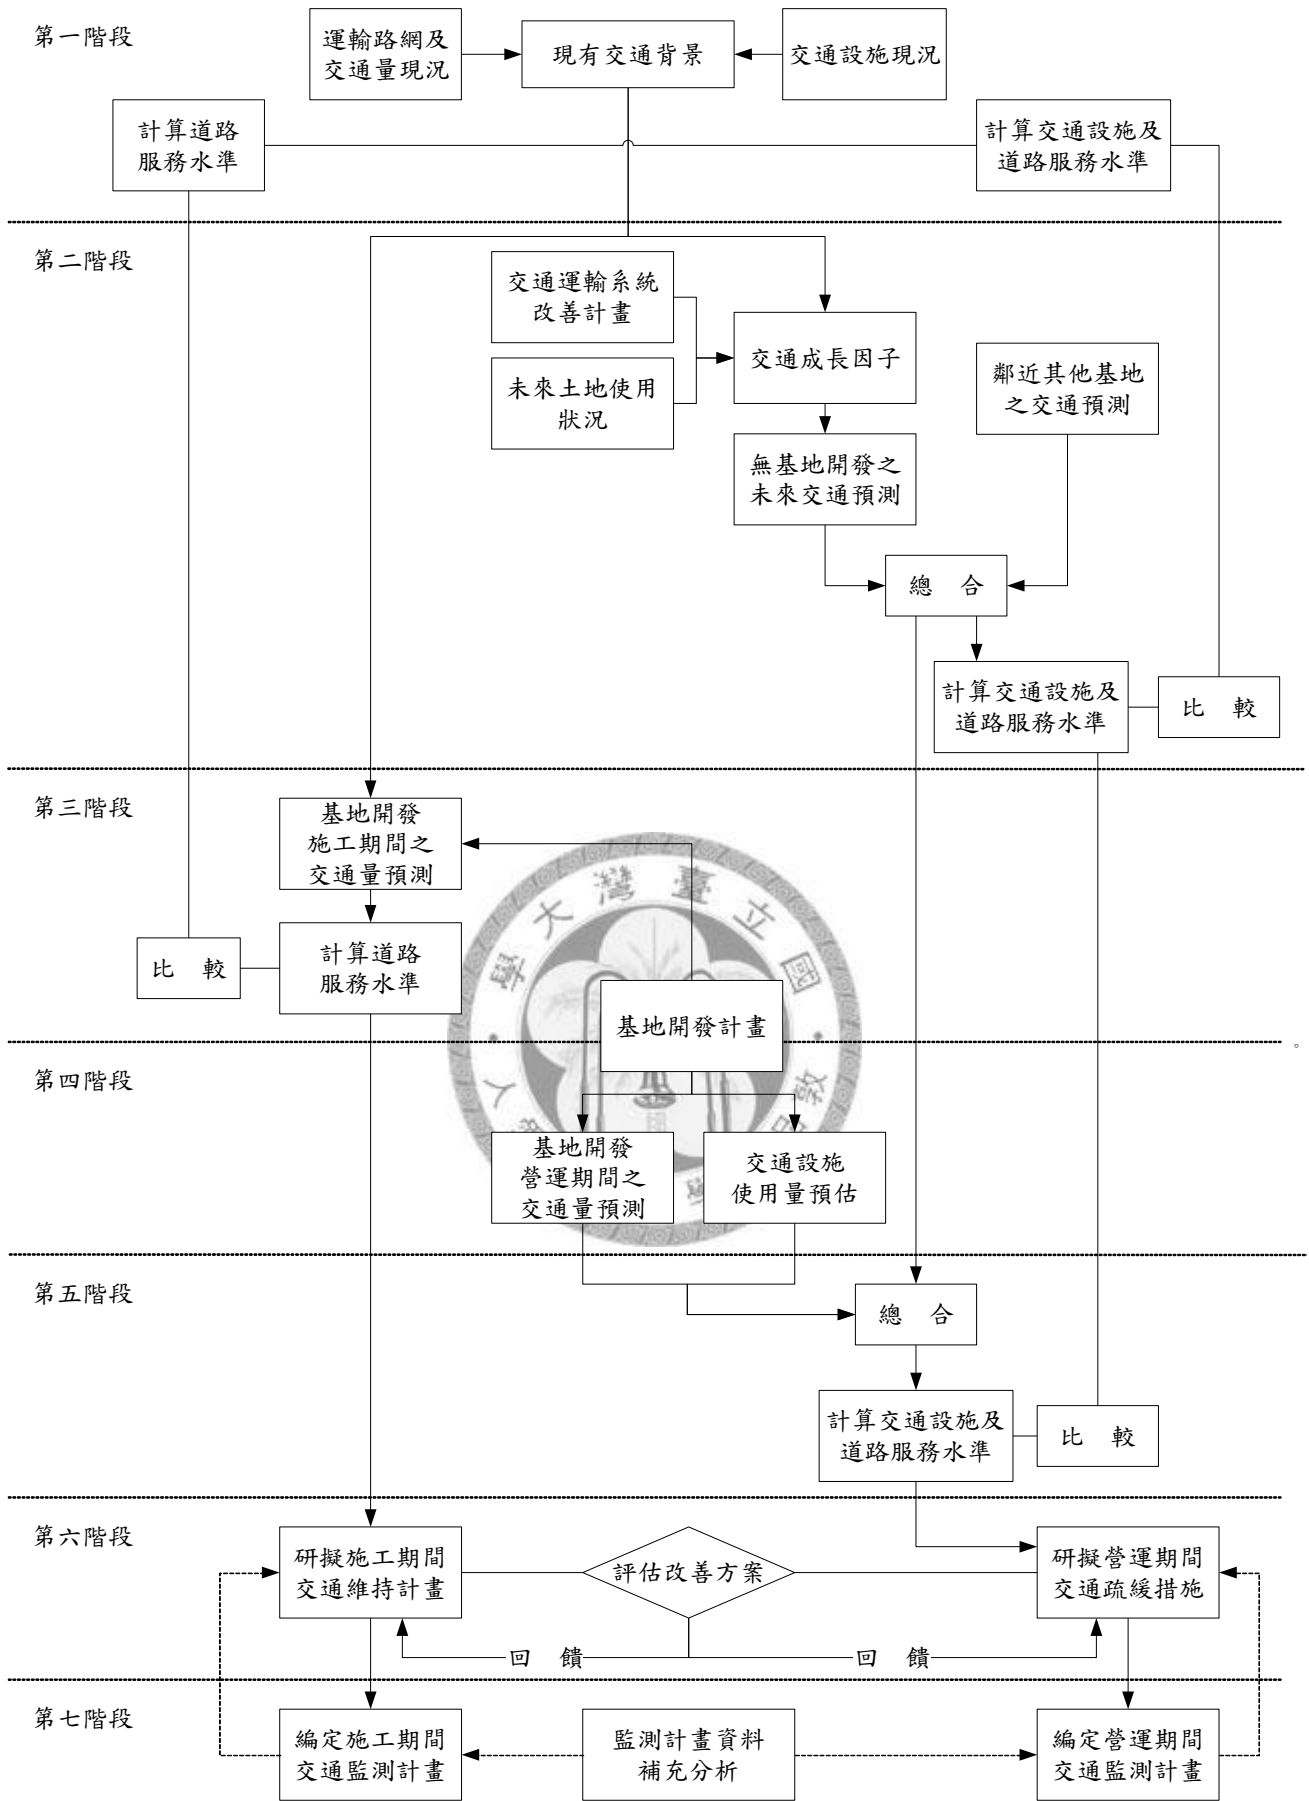 第一階段
運輸路網及
交通量現況
現有交通背景
交通設施現況
計算道路
服務水準
計算交通設施及
道路服務水準
第二階段
交通運輸系統
改善計畫
未來土地使用
狀況
交通成長因子
鄰近其他基地
之交通預測
無基地開發之
未來交通預測
總 合
計算交通設施及
道路服務水準
比 較
第三階段
基地開發
施工期間之
交通量預測
比 較
計算道路
服務水準
國立臺灣大學
基地開發計畫
。
第四階段
基地開發
營運期間之
交通量預測
交通設施
使用量預估
第五階段
總 合
計算交通設施及
道路服務水準
比 較
第六階段
研擬施工期間
交通維持計畫
評估改善方案
研擬營運期間
交通疏緩措施
回 饋
回 饋
第七階段
編定施工期間
交通監測計畫
監測計畫資料
補充分析
編定營運期間
交通監測計畫